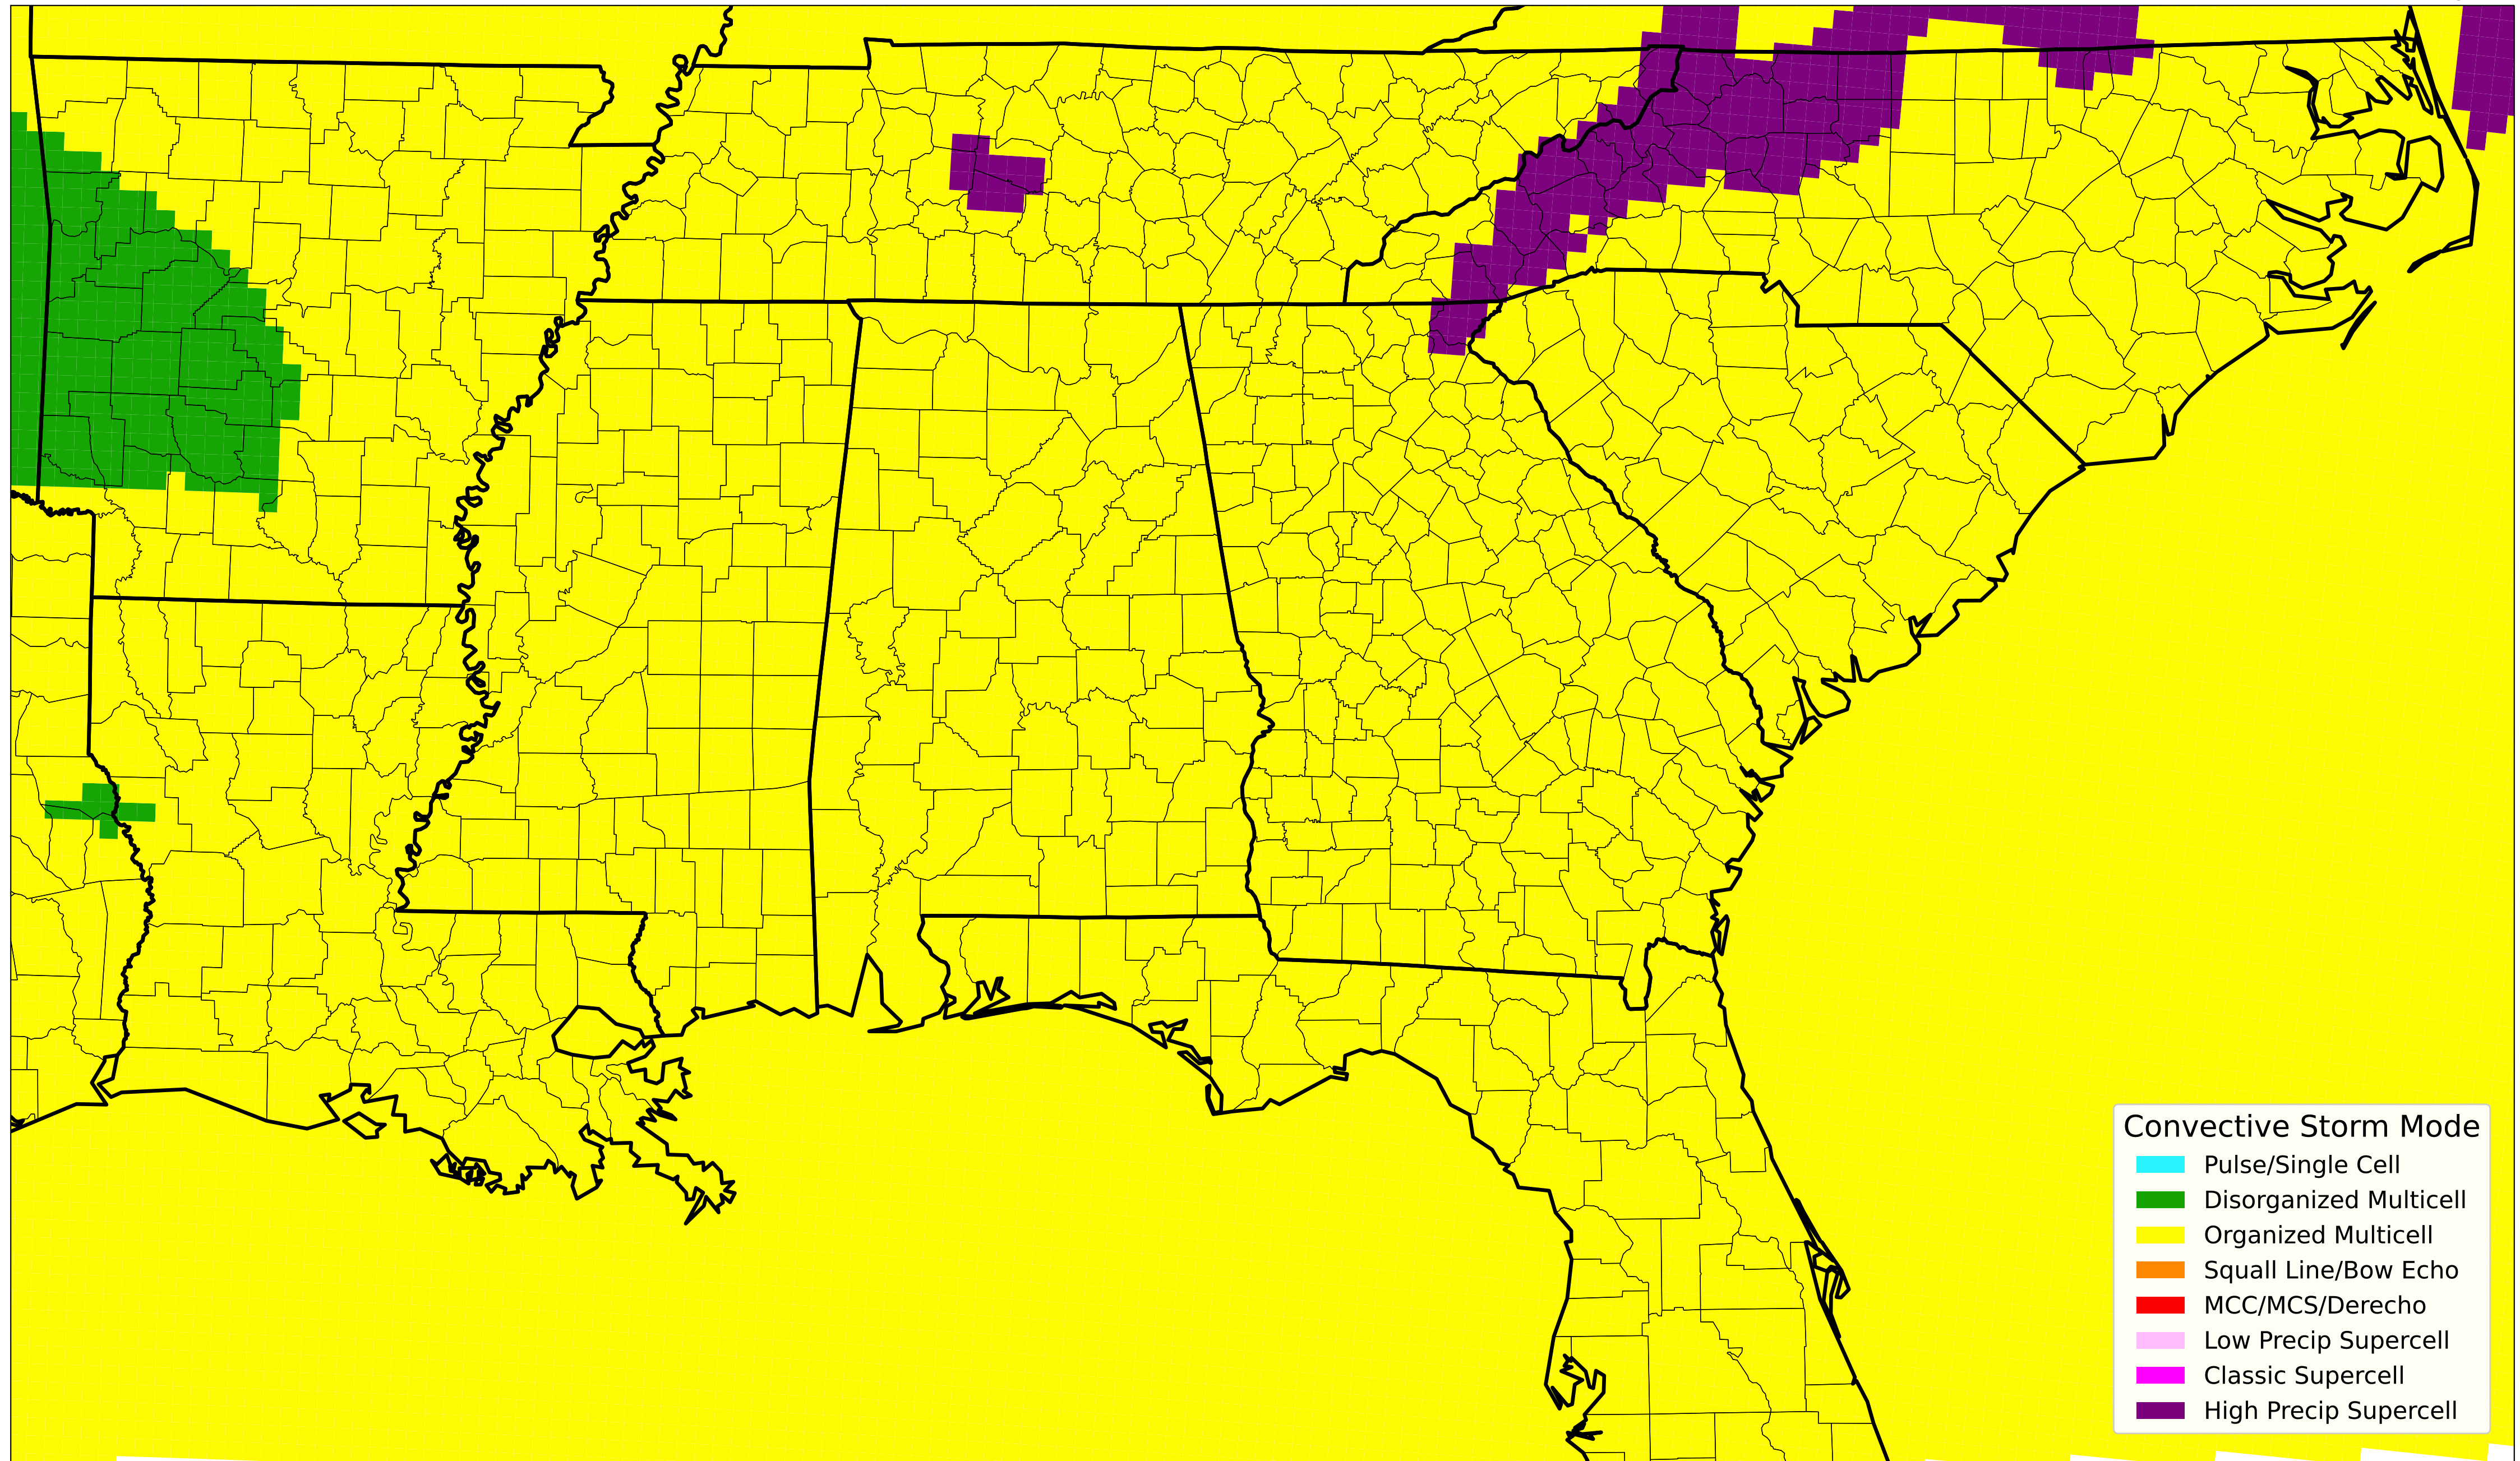 Convective Storm Mode
Pulse/Single Cell
Disorganized Multicell
Organized Multicell
Squall Line/Bow Echo
MCC/MCS/Derecho
Low Precip Supercell
Classic Supercell
High Precip Supercell